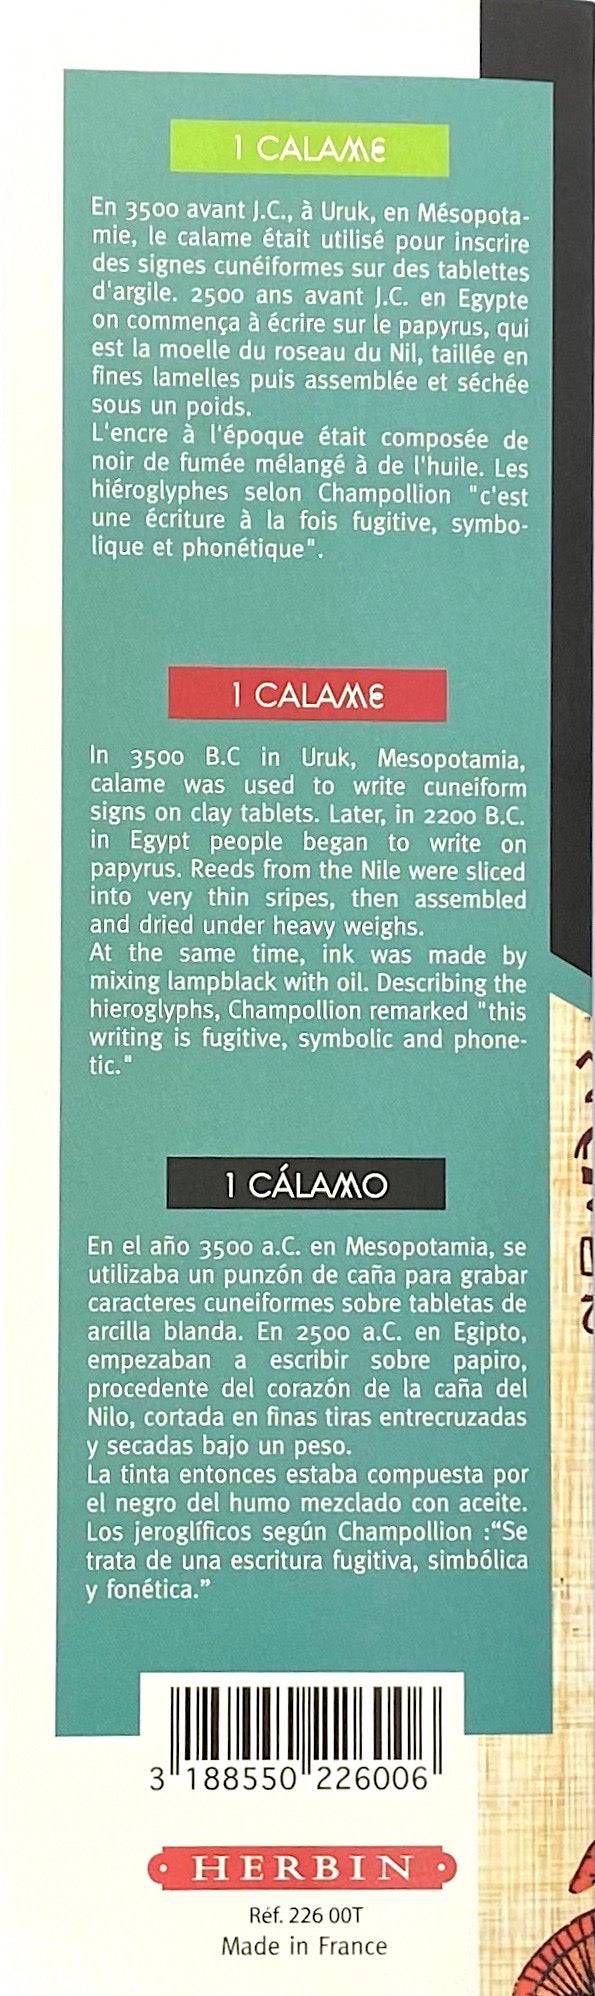 1 CALAME
En 3500 avant J.C., à Uruk, en Mésopota-
mie, le calame était utilisé pour inscrire
des signes cunéiformes sur des tablettes
d'argile. 2500 ans avant J.C. en Egypte
on commença à écrire sur le papyrus, qui
est la moelle du roseau du Nil, taillée en
fines lamelles puis assemblée et séchée
sous un poids.
L'encre à l'époque était composée de
noir de fumée mélangé à de l'huile. Les
hiéroglyphes selon Champollion "c'est
une écriture à la fois fugitive, symbo-
lique et phonétique".
1 CALAME
In 3500 B.C in Uruk, Mesopotamia,
calame was used to write cuneiform
signs on clay tablets. Later, in 2200 B.C.
in Egypt people began to write on
papyrus. Reeds from the Nile were sliced
into very thin sripes, then assembled
and dried under heavy weighs.
At the same time, ink was made by
mixing lampblack with oil. Describing the
hieroglyphs, Champollion remarked "this
writing is fugitive, symbolic and phone-
tic."
1 CÁLAMO
En el año 3500 a.C. en Mesopotamia, se
utilizaba un punzón de caña para grabar
caracteres cuneiformes sobre tabletas de
arcilla blanda. En 2500 a.C. en Egipto,
empezaban a escribir sobre papiro,
procedente del corazón de la caña del
Nilo, cortada en finas tiras entrecruzadas
y secadas bajo un peso.
La tinta entonces estaba compuesta por
el negro del humo mezclado con aceite.
Los jeroglíficos según Champollion :“Se
trata de una escritura fugitiva, simbólica
y fonética.”
3 188550 226006
HERBIN
Réf. 226 00T
Made in France